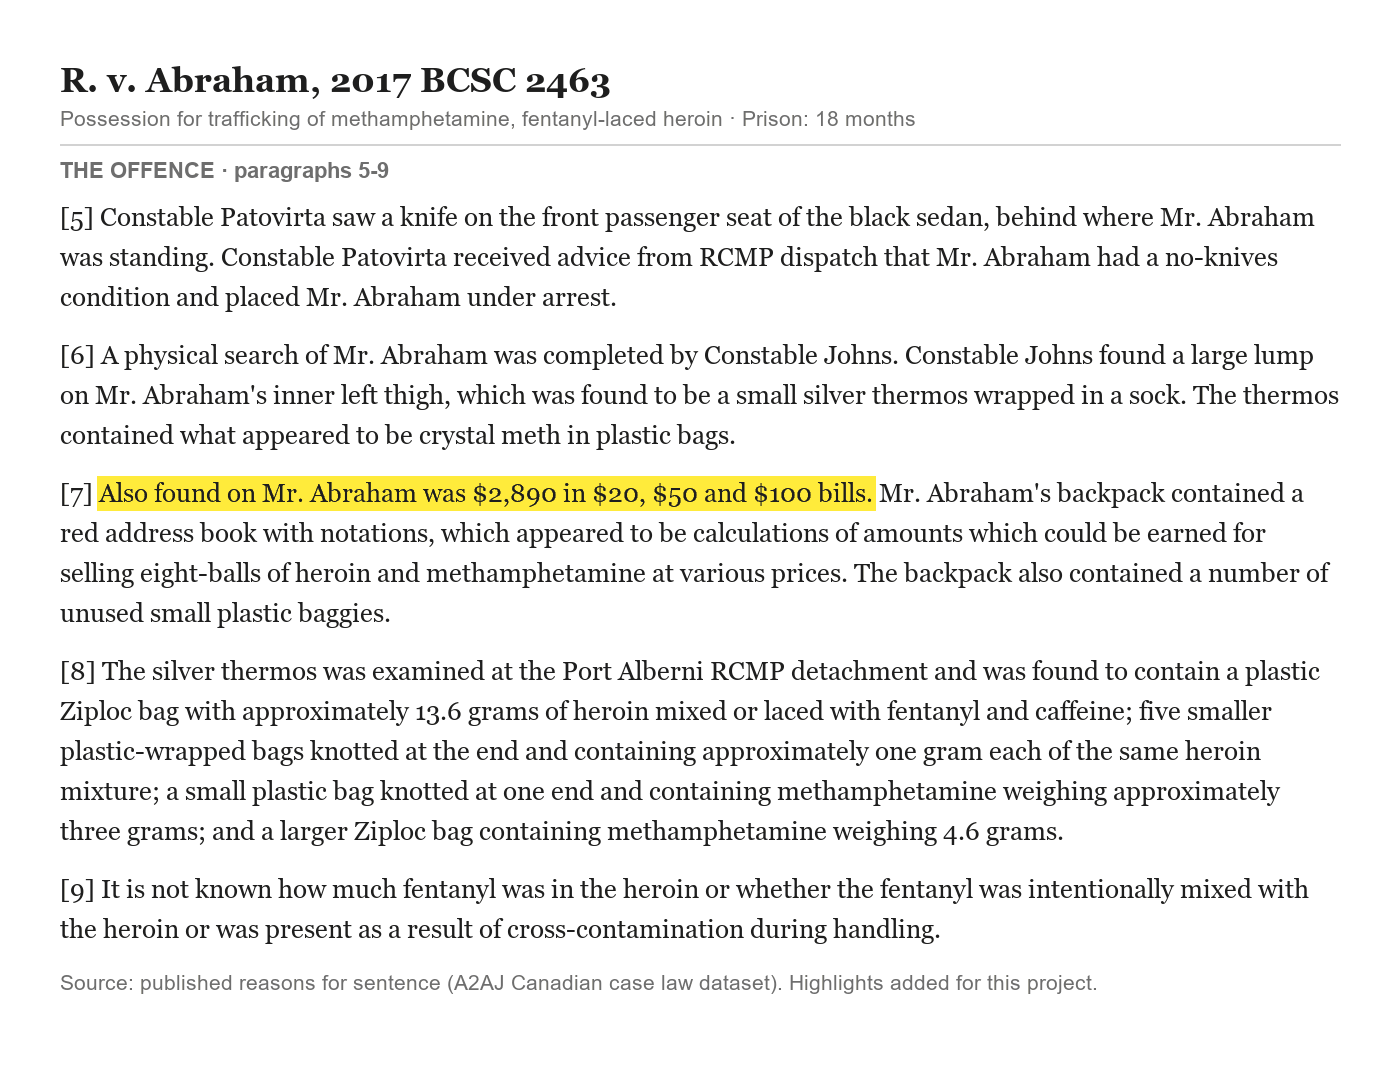 R. v. Abraham, 2017 BCSC 2463
Possession for trafficking of methamphetamine, fentanyl-laced heroin · Prison: 18 months
THE OFFENCE · paragraphs 5-9
[5] Constable Patovirta saw a knife on the front passenger seat of the black sedan, behind where Mr. Abraham
was standing. Constable Patovirta received advice from RCMP dispatch that Mr. Abraham had a no-knives
condition and placed Mr. Abraham under arrest.
[6] A physical search of Mr. Abraham was completed by Constable Johns. Constable Johns found a large lump
on Mr. Abraham's inner left thigh, which was found to be a small silver thermos wrapped in a sock. The thermos
contained what appeared to be crystal meth in plastic bags.
[7] Also found on Mr. Abraham was $2,890 in $20, $50 and $100 bills. Mr. Abraham's backpack contained a
red address book with notations, which appeared to be calculations of amounts which could be earned for
selling eight-balls of heroin and methamphetamine at various prices. The backpack also contained a number of
unused small plastic baggies.
[8] The silver thermos was examined at the Port Alberni RCMP detachment and was found to contain a plastic
Ziploc bag with approximately 13.6 grams of heroin mixed or laced with fentanyl and caffeine; five smaller
plastic-wrapped bags knotted at the end and containing approximately one gram each of the same heroin
mixture; a small plastic bag knotted at one end and containing methamphetamine weighing approximately
three grams; and a larger Ziploc bag containing methamphetamine weighing 4.6 grams.
[9] It is not known how much fentanyl was in the heroin or whether the fentanyl was intentionally mixed with
the heroin or was present as a result of cross-contamination during handling.
Source: published reasons for sentence (A2AJ Canadian case law dataset). Highlights added for this project.